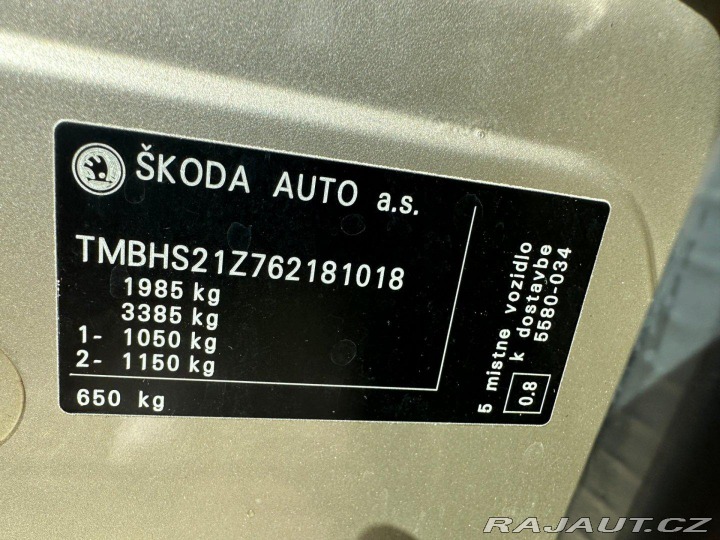 ŠKODA AUTO a.s.
TMBHS21Z762181018
1985 kg
3385 kg
1- 1050 kg
2- 1150 kg
650 kg
5 mistne vozidlo
k dostavbe
0.8 5580-034
RAJAUT.CZ